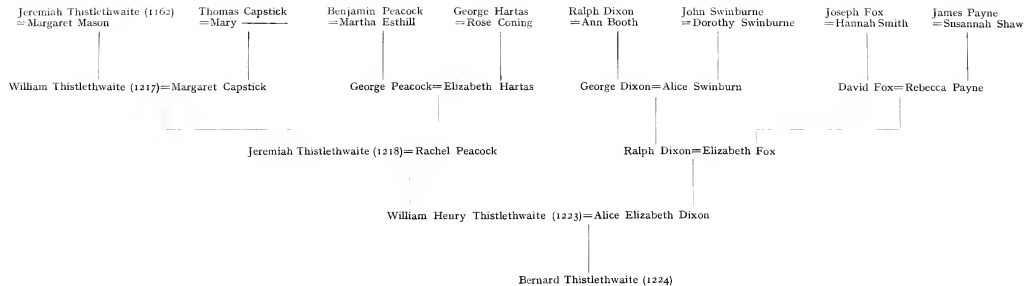 Jeremiah Thistlethwaite (1162)
=Margaret Mason
Thomas Capstick
=Mary
Benjamin Peacock
=Martha Esthill
George Hartas
=Rose Coning
Ralph Dixon
=Ann Booth
John Swinburne
=Dorothy Swinburne
Joseph Fox
=Hannah Smith
James Payne
=Susannah Shaw
William Thistlethwaite (1217)=Margaret Capstick
George Peacock=Elizabeth Hartas
George Dixon=Alice Swinburn
David Fox=Rebecca Payne
Jeremiah Thistlethwaite (1218)=Rachel Peacock
Ralph Dixon=Elizabeth Fox
William Henry Thistlethwaite (1223)=Alice Elizabeth Dixon
Bernard Thistlethwaite (1224)